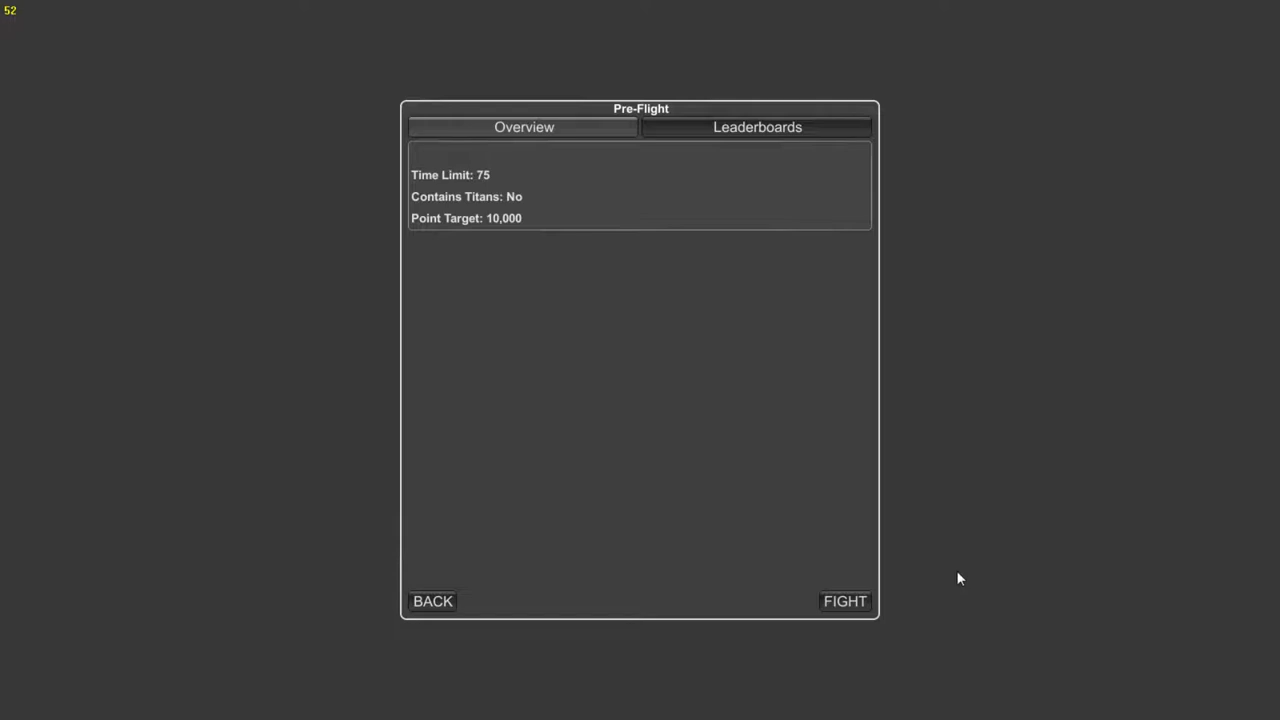 52
Pre-Flight
Overview
Leaderboards
Time Limit: 75
Contains Titans: No
Point Target: 10,000
BACK
FIGHT